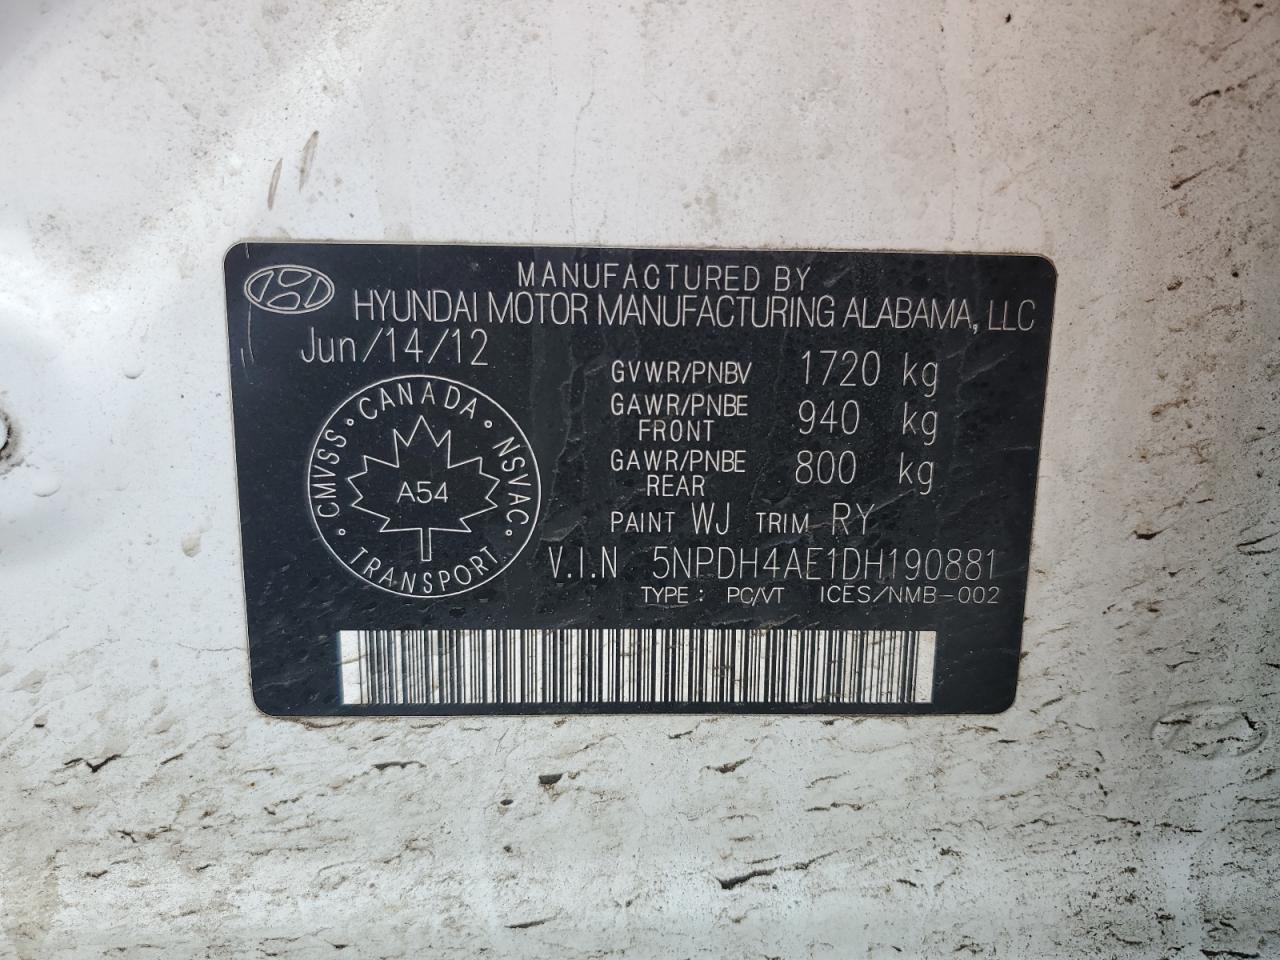 MANUFACTURED BY
HYUNDAI MOTOR MANUFACTURING ALABAMA, LLC
Jun/14/12
GVWR/PNBV 1720 kg
GAWR/PNBE FRONT 940 kg
GAWR/PNBE REAR 800 kg
PAINT WJ TRIM RY
V.I.N 5NPDH4AE1DH190881
TYPE : PC/VT ICES/NMB-002
· CANADA · NSVAC · TRANSPORT · CMVSS
A54